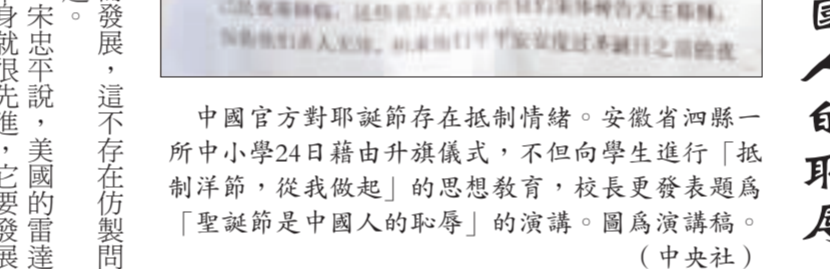 國人的恥辱
中國官方對耶誕節存在抵制情緒。安徽省泗縣一
所中小學24日藉由升旗儀式，不但向學生進行「抵
制洋節，從我做起」的思想教育，校長更發表題為
「聖誕節是中國人的恥辱」的演講。圖為演講稿。
（中央社）
發展，這不存在仿製問
。
宋忠平說，美國的雷達
身就很先進，它要發展